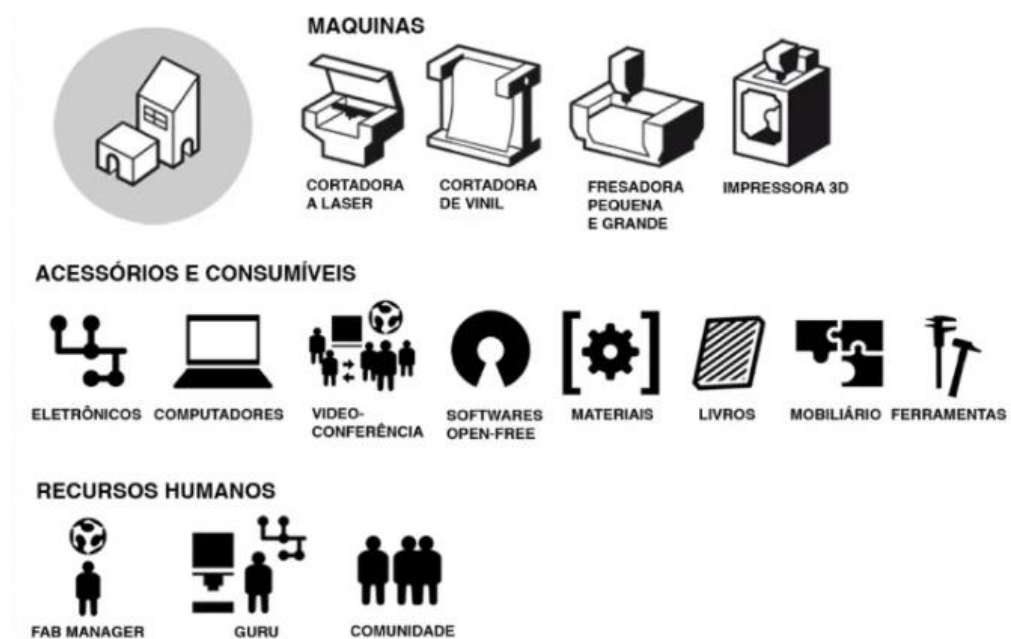 MAQUINAS
CORTADORA
A LASER
CORTADORA
DE VINIL
FRESADORA
PEQUENA
E GRANDE
IMPRESSORA 3D
ACESSÓRIOS E CONSUMÍVEIS
ELETRÔNICOS
COMPUTADORES
VIDEO-
CONFERÊNCIA
SOFTWARES
OPEN-FREE
MATERIAIS
LIVROS
MOBILIÁRIO
FERRAMENTAS
RECURSOS HUMANOS
FAB MANAGER
GURU
COMUNIDADE